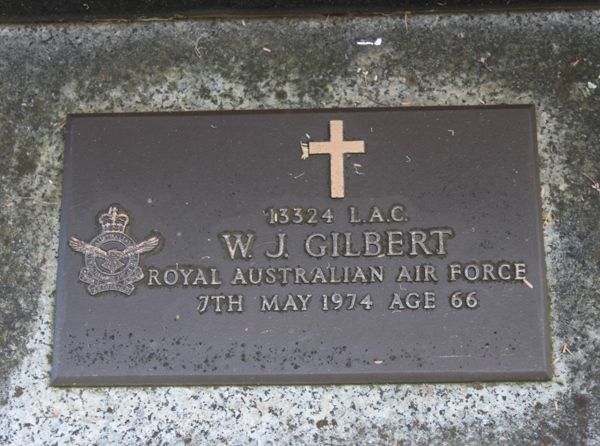 13324 L.A.C.
W. J. GILBERT
ROYAL AUSTRALIAN AIR FORCE
7TH MAY 1974 AGE 66